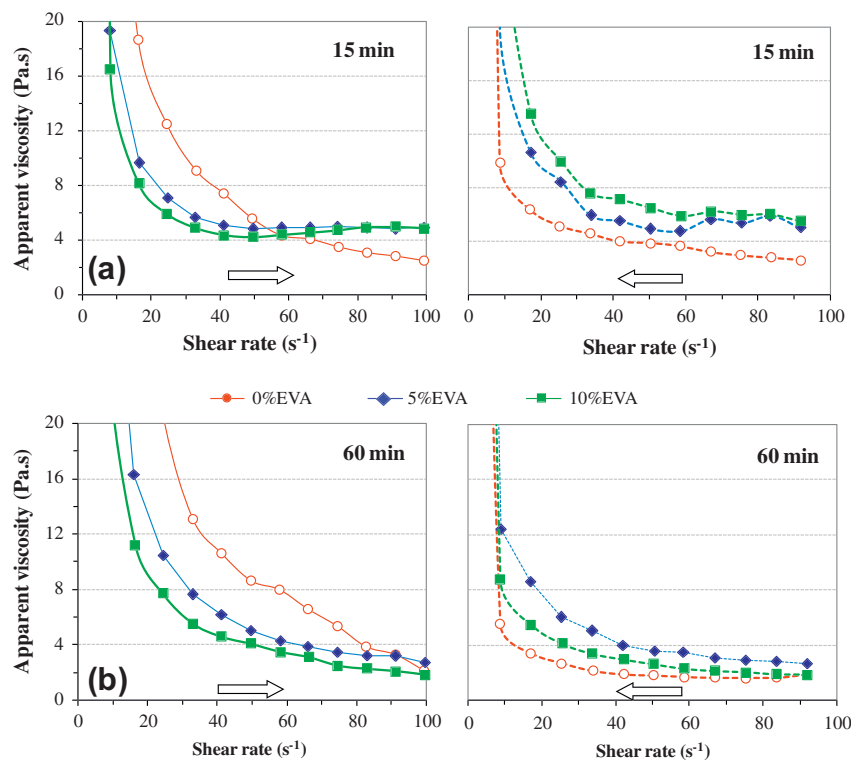 20
16
12
8
4
0
Apparent viscosity (Pa.s)
15 min
(a)
0 20 40 60 80 100
Shear rate (s-1)
15 min
0 20 40 60 80 100
Shear rate (s-1)
0%EVA 5%EVA 10%EVA
20
16
12
8
4
0
Apparent viscosity (Pa.s)
60 min
(b)
0 20 40 60 80 100
Shear rate (s-1)
60 min
0 20 40 60 80 100
Shear rate (s-1)